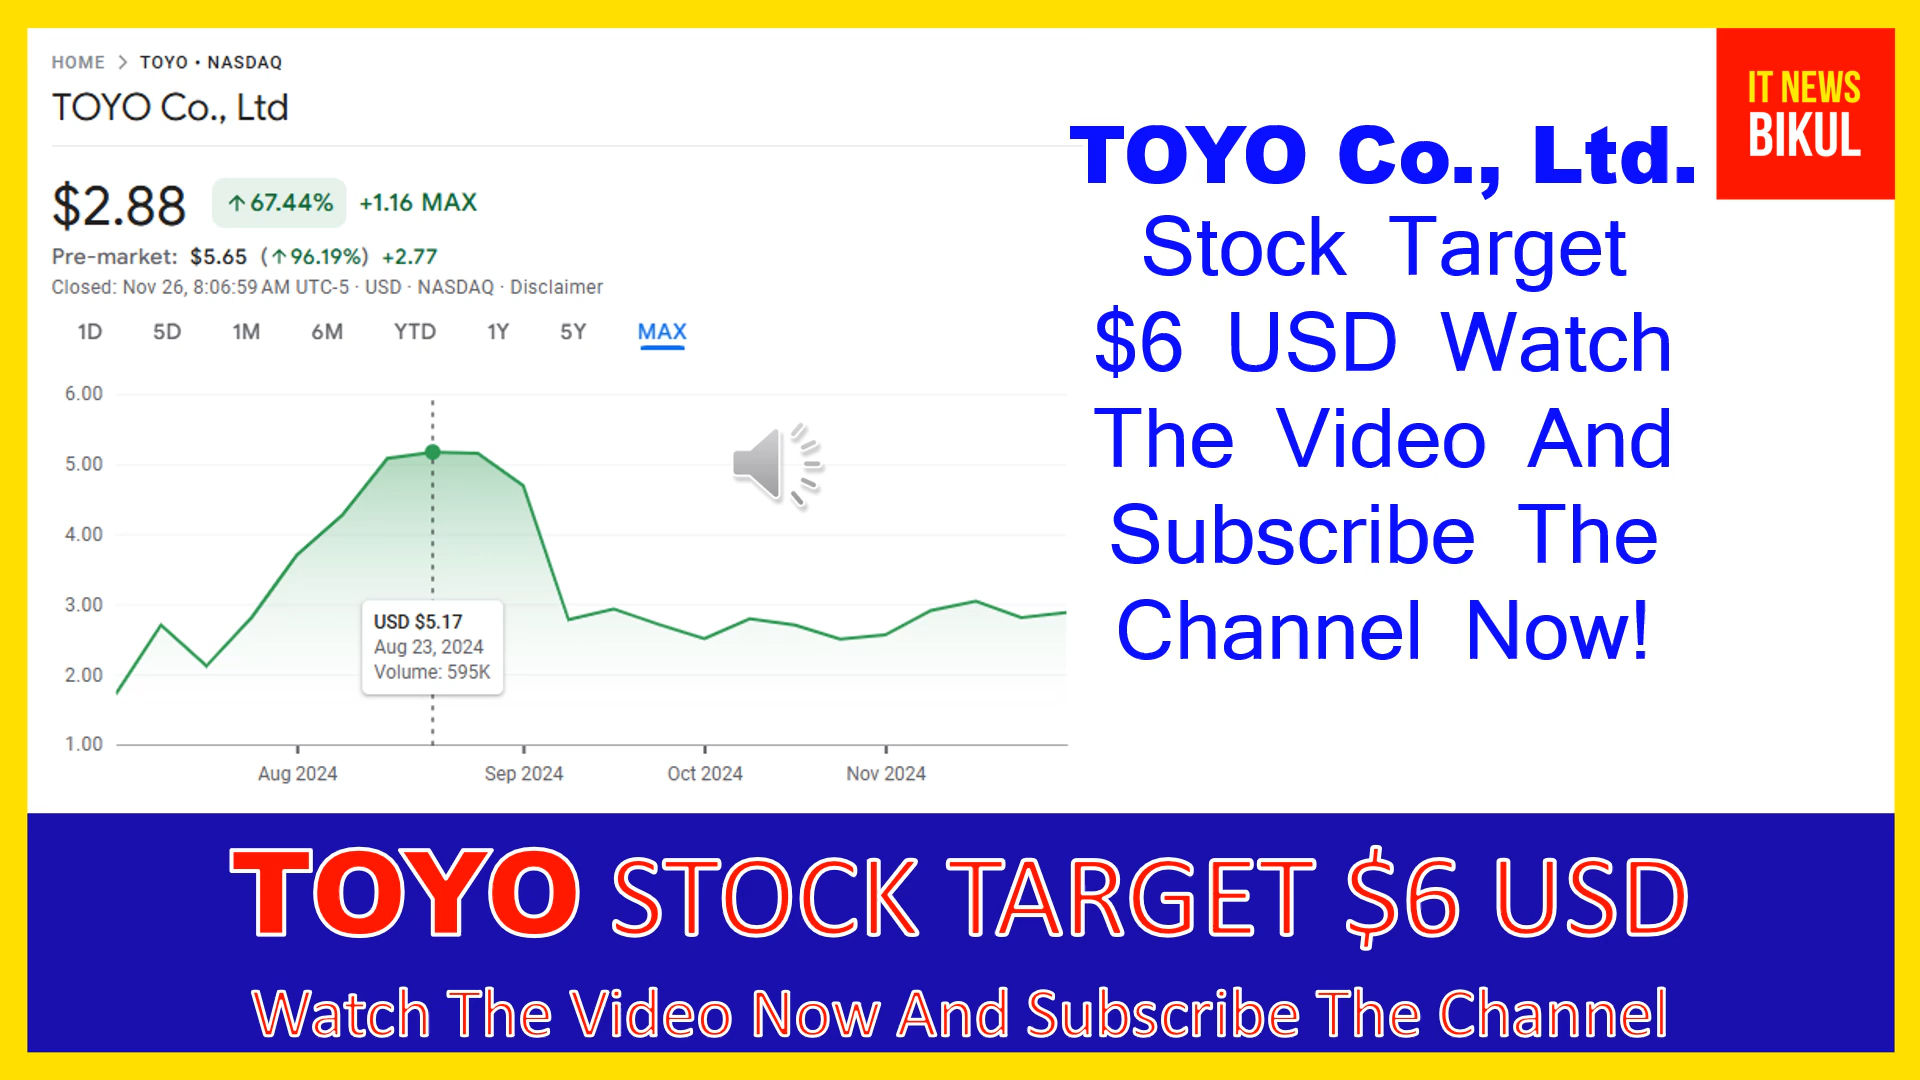 HOME > TOYO • NASDAQ
TOYO Co., Ltd
$2.88 ↑67.44% +1.16 MAX
Pre-market: $5.65 (↑96.19%) +2.77
Closed: Nov 26, 8:06:59 AM UTC-5 · USD · NASDAQ · Disclaimer
1D 5D 1M 6M YTD 1Y 5Y MAX
6.00
5.00
4.00
3.00
2.00
1.00
USD $5.17
Aug 23, 2024
Volume: 595K
Aug 2024 Sep 2024 Oct 2024 Nov 2024
IT NEWS
BIKUL
TOYO Co., Ltd.
Stock Target
$6 USD Watch
The Video And
Subscribe The
Channel Now!
TOYO STOCK TARGET $6 USD
Watch The Video Now And Subscribe The Channel